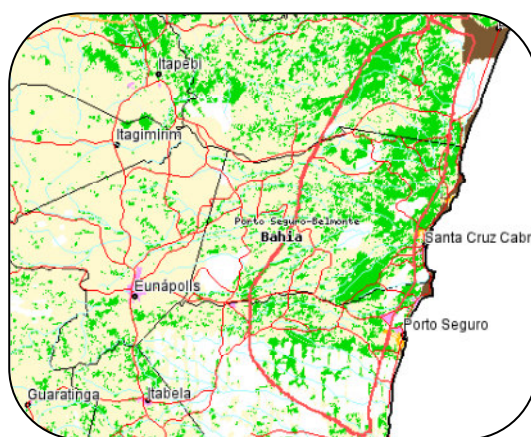 Itapebi
Itagimirim
Porto Seguro-Belmonte
Bahia
Santa Cruz Cabr
Eunápolis
Porto Seguro
Guaratinga
Itabela